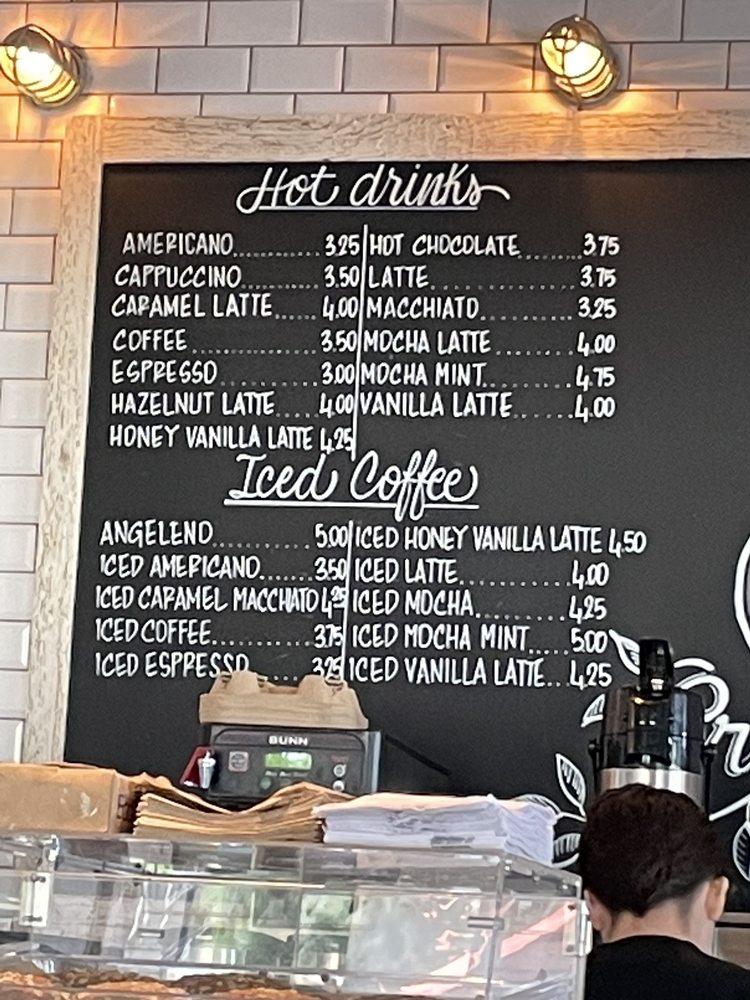 Hot drinks
AMERICANO.............. 3.25
CAPPUCCINO............. 3.50
CARAMEL LATTE...... 4.00
COFFEE...................... 3.50
ESPRESSO................. 3.00
HAZELNUT LATTE..... 4.00
HONEY VANILLA LATTE 4.25
HOT CHOCOLATE....... 3.75
LATTE..................... 3.75
MACCHIATO............ 3.25
MOCHA LATTE........ 4.00
MOCHA MINT......... 4.75
VANILLA LATTE...... 4.00
Iced Coffee
ANGELENO............ 5.00
ICED AMERICANO....... 3.50
ICED CARAMEL MACCHIATO 4.25
ICED COFFEE............. 3.75
ICED ESPRESSO...... 3.25
ICED HONEY VANILLA LATTE 4.50
ICED LATTE............. 4.00
ICED MOCHA.......... 4.25
ICED MOCHA MINT..... 5.00
ICED VANILLA LATTE... 4.25
BUNN